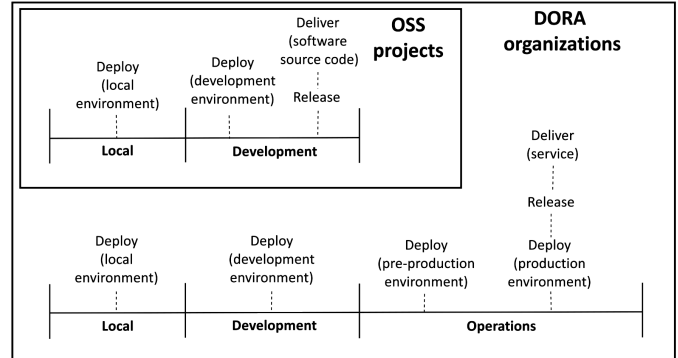 OSS
projects
DORA
organizations
Deploy
(local
environment)
Deploy
(development
environment)
Deliver
(software
source code)
Release
Local
Development
Deliver
(service)
Release
Deploy
(local
environment)
Deploy
(development
environment)
Deploy
(pre-production
environment)
Deploy
(production
environment)
Local
Development
Operations